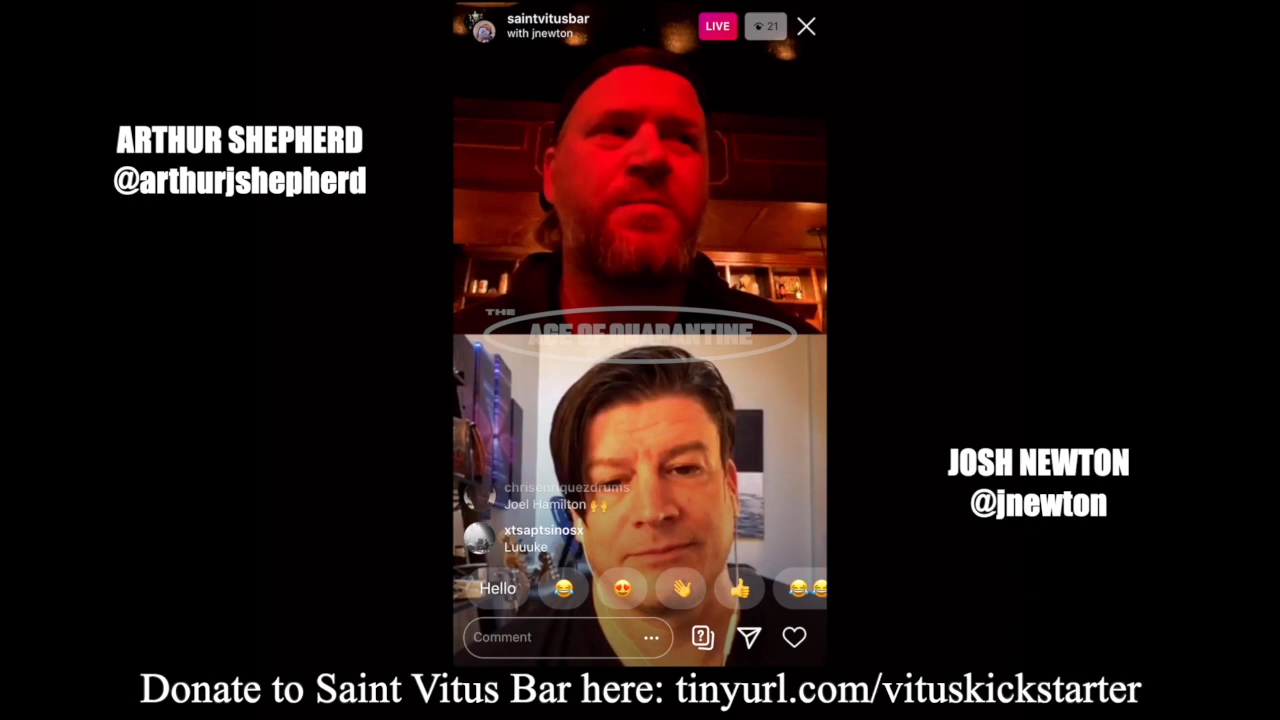 saintvitusbar
with jnewton
LIVE
21
ARTHUR SHEPHERD
@arthurjshepherd
THE
AGE OF QUARANTINE
JOSH NEWTON
@jnewton
chrisenriquezdrums
Joel Hamilton 🙌
xtsaptsinosx
Luuuke
Hello 😂 😍 👋 👍 😂😂
Comment
Donate to Saint Vitus Bar here: tinyurl.com/vituskickstarter